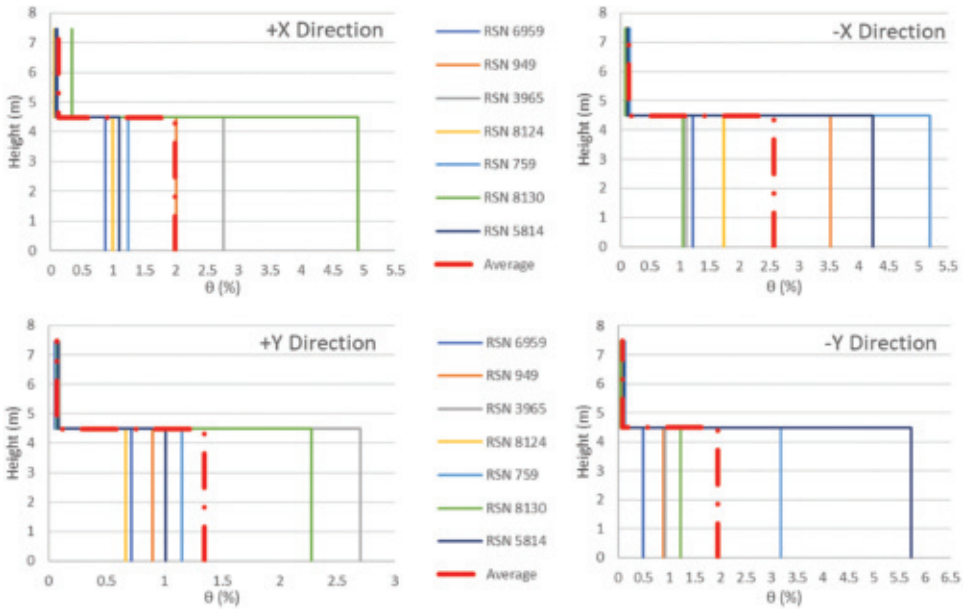 +X Direction
8
7
6
5
4
3
2
1
0
Height (m)
0 0.5 1 1.5 2 2.5 3 3.5 4 4.5 5 5.5
θ (%)
RSN 6959
RSN 949
RSN 3965
RSN 8124
RSN 759
RSN 8130
RSN 5814
Average
-X Direction
8
7
6
5
4
3
2
1
0
Height (m)
0 0.5 1 1.5 2 2.5 3 3.5 4 4.5 5 5.5
θ (%)
+Y Direction
8
7
6
5
4
3
2
1
0
Height (m)
0 0.5 1 1.5 2 2.5 3
θ (%)
RSN 6959
RSN 949
RSN 3965
RSN 8124
RSN 759
RSN 8130
RSN 5814
Average
-Y Direction
8
7
6
5
4
3
2
1
0
Height (m)
0 0.5 1 1.5 2 2.5 3 3.5 4 4.5 5 5.5 6 6.5
θ (%)